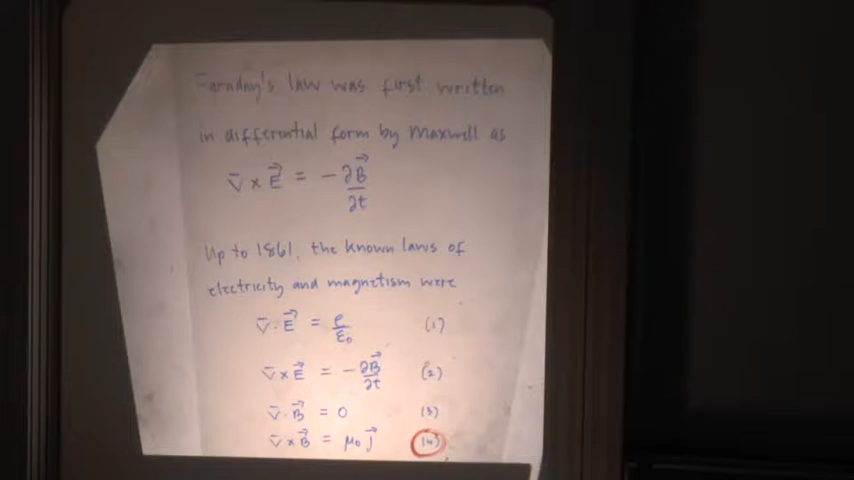 Faraday's law was first written
in differential form by Maxwell as
∇ × E⃗ = − ∂B⃗/∂t
Up to 1861, the known laws of
electricity and magnetism were
∇ · E⃗ = ρ/ε₀ (1)
∇ × E⃗ = − ∂B⃗/∂t (2)
∇ · B⃗ = 0 (3)
∇ × B⃗ = μ₀ J⃗ (4)